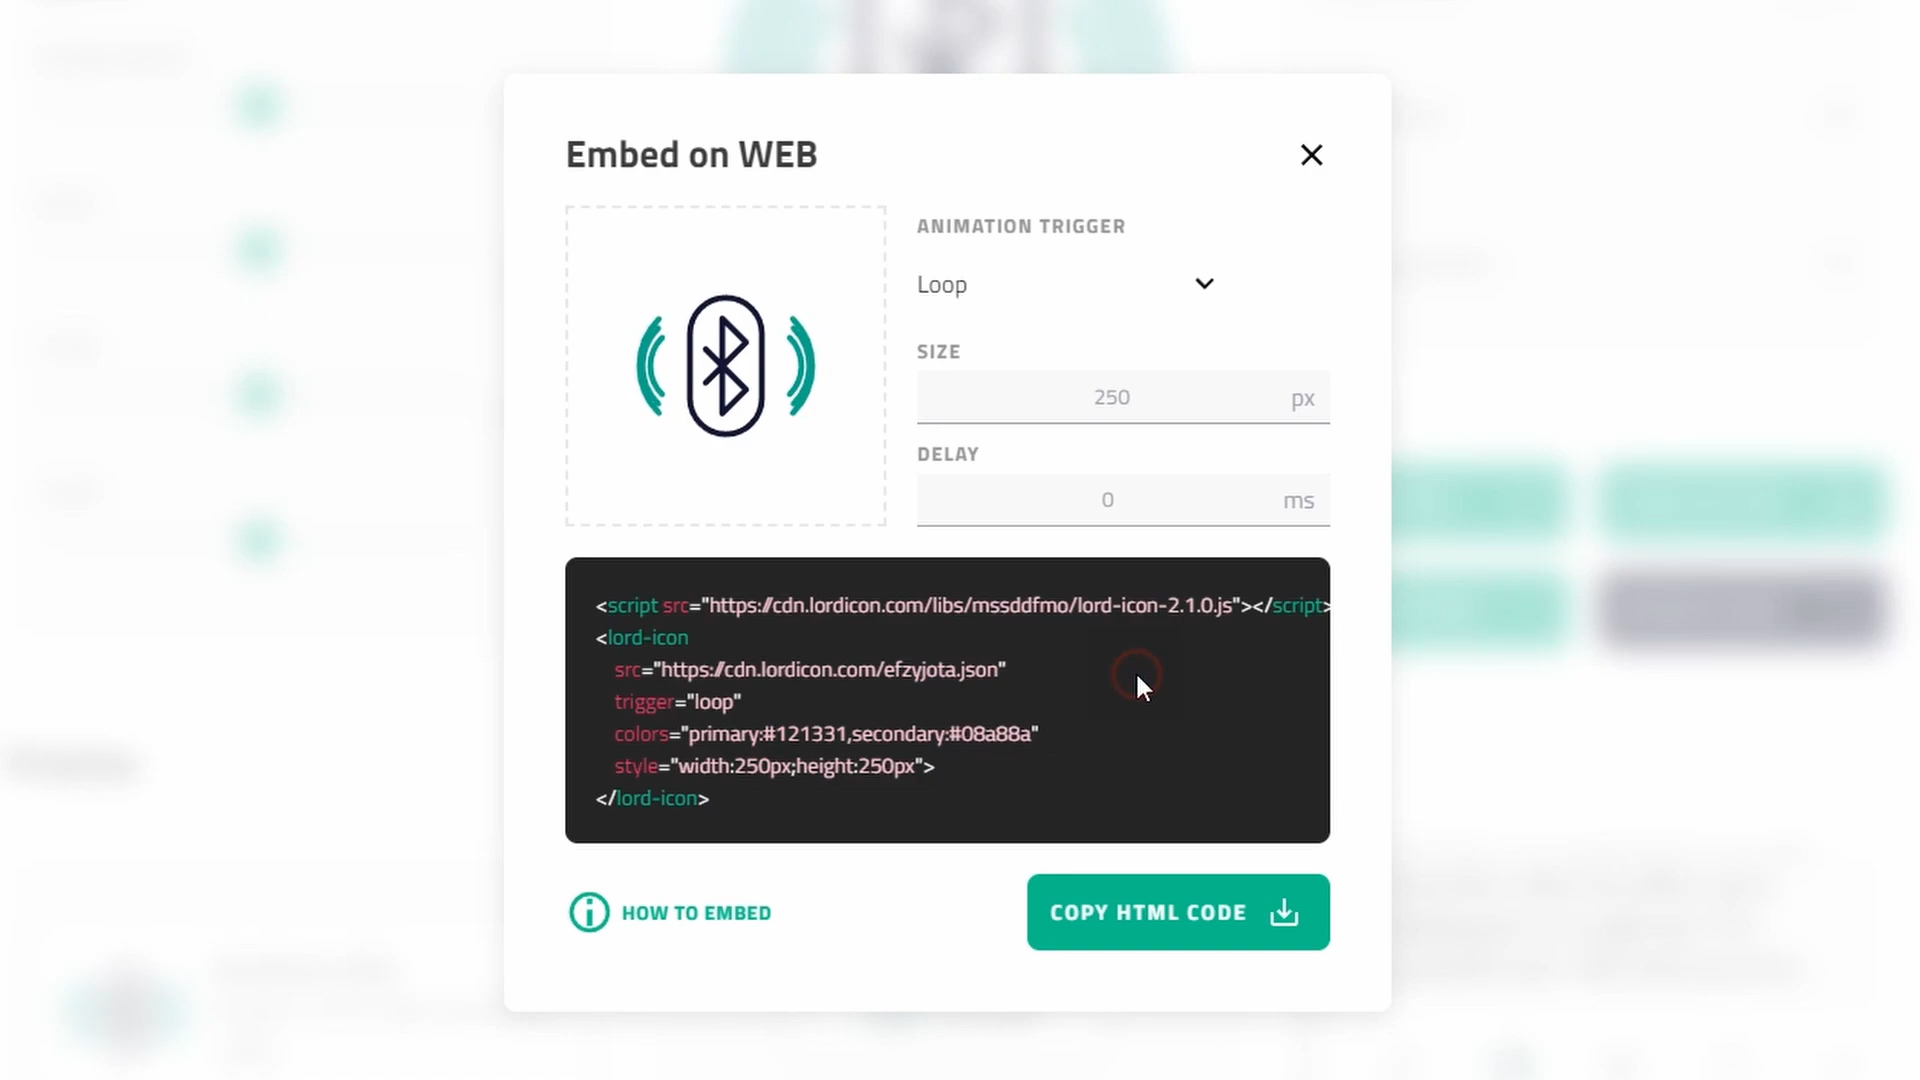 Embed on WEB
ANIMATION TRIGGER
Loop
SIZE
250 px
DELAY
0 ms
<script src="https://cdn.lordicon.com/libs/mssddfmo/lord-icon-2.1.0.js"></script>
<lord-icon
src="https://cdn.lordicon.com/efzyjota.json"
trigger="loop"
colors="primary:#121331,secondary:#08a88a"
style="width:250px;height:250px">
</lord-icon>
HOW TO EMBED
COPY HTML CODE